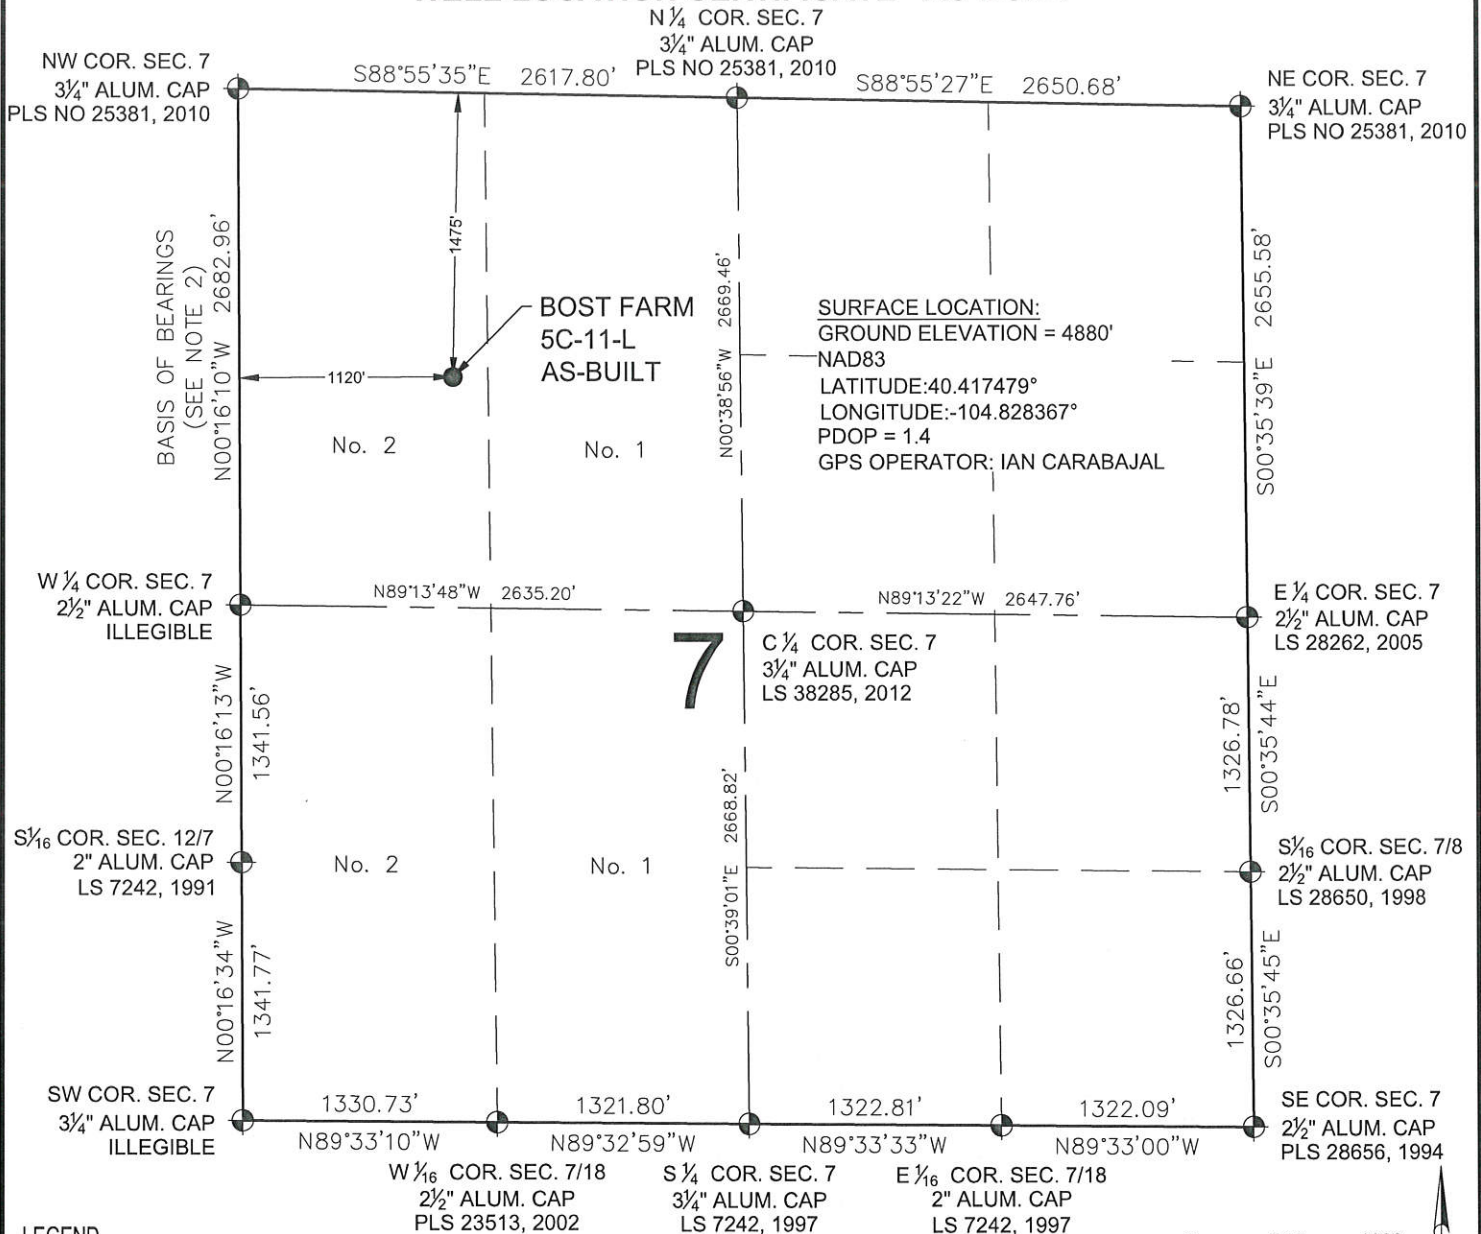 N ¼ COR. SEC. 7
3¼" ALUM. CAP
PLS NO 25381, 2010
NW COR. SEC. 7
3¼" ALUM. CAP
PLS NO 25381, 2010
S88°55'35"E 2617.80'
S88°55'27"E 2650.68'
NE COR. SEC. 7
3¼" ALUM. CAP
PLS NO 25381, 2010
BASIS OF BEARINGS
(SEE NOTE 2)
N00°16'10"W 2682.96'
1475'
1120'
BOST FARM
5C-11-L
AS-BUILT
N00°38'56"W 2669.46'
SURFACE LOCATION:
GROUND ELEVATION = 4880'
NAD83
LATITUDE:40.417479°
LONGITUDE:-104.828367°
PDOP = 1.4
GPS OPERATOR: IAN CARABAJAL
S00°35'39"E 2655.58'
No. 2
No. 1
W ¼ COR. SEC. 7
2½" ALUM. CAP
ILLEGIBLE
N89°13'48"W 2635.20'
N89°13'22"W 2647.76'
E ¼ COR. SEC. 7
2½" ALUM. CAP
LS 28262, 2005
7
C ¼ COR. SEC. 7
3¼" ALUM. CAP
LS 38285, 2012
N00°16'13"W
1341.56'
1326.78'
S00°35'44"E
S00°39'01"E 2668.82'
S1⁄16 COR. SEC. 12/7
2" ALUM. CAP
LS 7242, 1991
No. 2
No. 1
S1⁄16 COR. SEC. 7/8
2½" ALUM. CAP
LS 28650, 1998
N00°16'34"W
1341.77'
1326.66'
S00°35'45"E
SW COR. SEC. 7
3¼" ALUM. CAP
ILLEGIBLE
1330.73'
1321.80'
1322.81'
1322.09'
N89°33'10"W
N89°32'59"W
N89°33'33"W
N89°33'00"W
SE COR. SEC. 7
2½" ALUM. CAP
PLS 28656, 1994
W 1⁄16 COR. SEC. 7/18
2½" ALUM. CAP
PLS 23513, 2002
S ¼ COR. SEC. 7
3¼" ALUM. CAP
LS 7242, 1997
E 1⁄16 COR. SEC. 7/18
2" ALUM. CAP
LS 7242, 1997
LEGEND